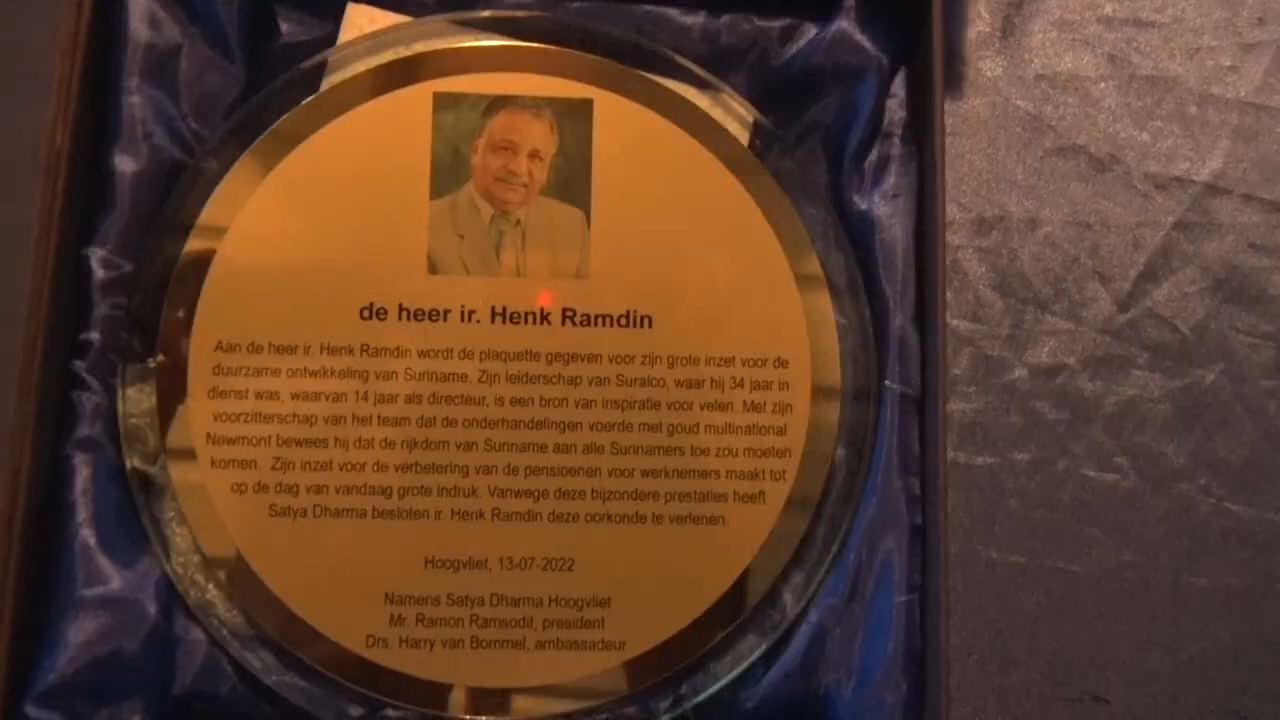 de heer ir. Henk Ramdin
Aan de heer ir. Henk Ramdin wordt de plaquette gegeven voor zijn grote inzet voor de
duurzame ontwikkeling van Suriname. Zijn leiderschap van Suralco, waar hij 34 jaar in
dienst was, waarvan 14 jaar als directeur, is een bron van inspiratie voor velen. Met zijn
voorzitterschap van het team dat de onderhandelingen voerde met goud multinational
Newmont bewees hij dat de rijkdom van Suriname aan alle Surinamers toe zou moeten
komen. Zijn inzet voor de verbetering van de pensioenen voor werknemers maakt tot
op de dag van vandaag grote indruk. Vanwege deze bijzondere prestaties heeft
Satya Dharma besloten ir. Henk Ramdin deze oorkonde te verlenen.
Hoogvliet, 13-07-2022
Namens Satya Dharma Hoogvliet
Mr. Ramon Ramsodit, president
Drs. Harry van Bommel, ambassadeur